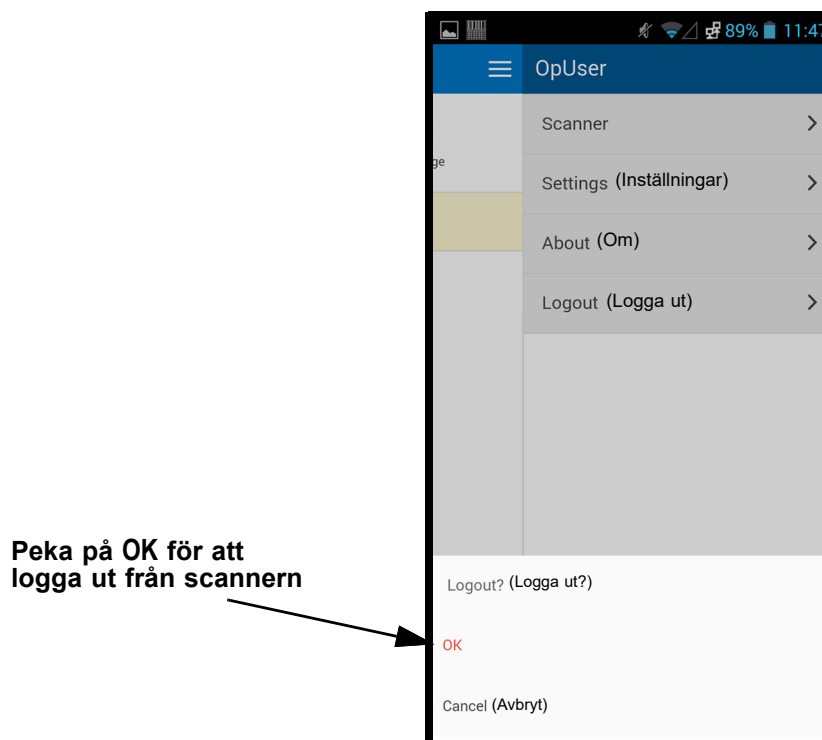 89% 11:47
OpUser
Scanner
ge
Settings (Inställningar)
About (Om)
Logout (Logga ut)
Peka på OK för att
logga ut från scannern
Logout? (Logga ut?)
OK
Cancel (Avbryt)